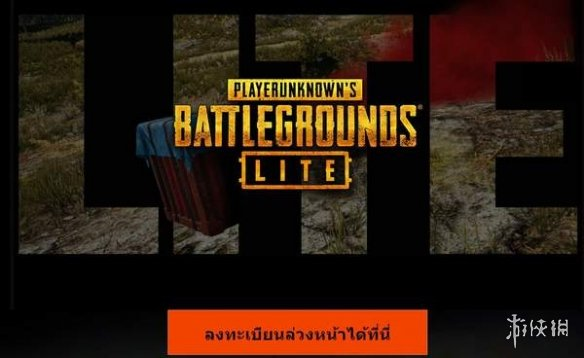 LITE
PLAYERUNKNOWN'S
BATTLEGROUNDS
LITE
ลงทะเบียนล่วงหน้าได้ที่นี่
游侠网